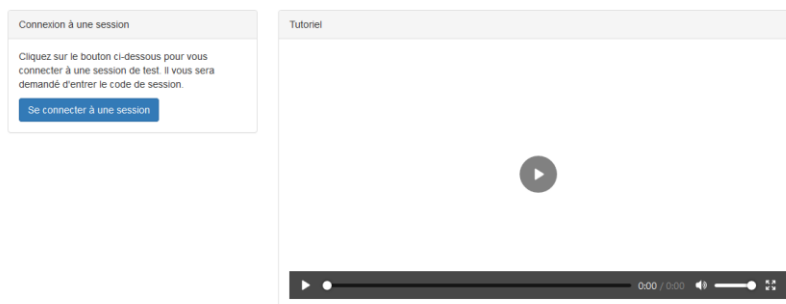 Connexion à une session
Cliquez sur le bouton ci-dessous pour vous
connecter à une session de test. Il vous sera
demandé d'entrer le code de session.
Se connecter à une session
Tutoriel
0:00 / 0:00